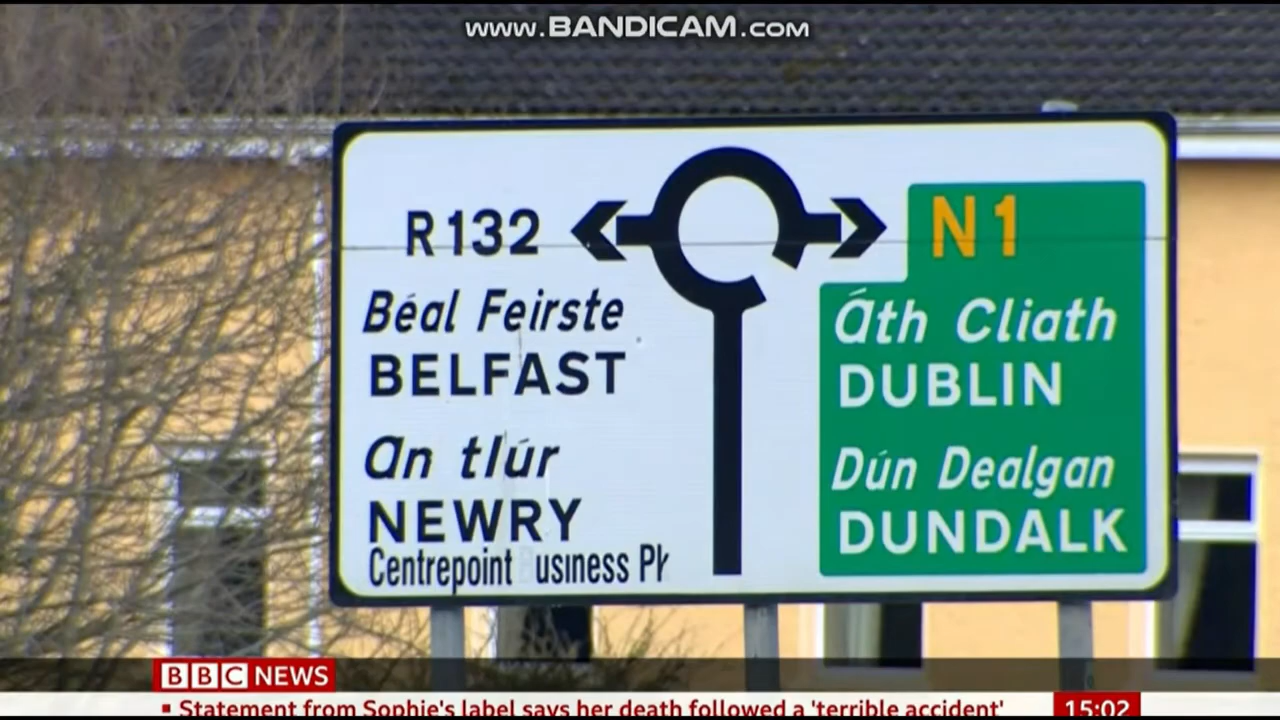 www.BANDICAM.com
R132
Béal Feirste
BELFAST
An tIúr
NEWRY
Centrepoint usiness Pk
N1
Áth Cliath
DUBLIN
Dún Dealgan
DUNDALK
BBC NEWS
▪ Statement from Sophie's label says her death followed a 'terrible accident'
15:02